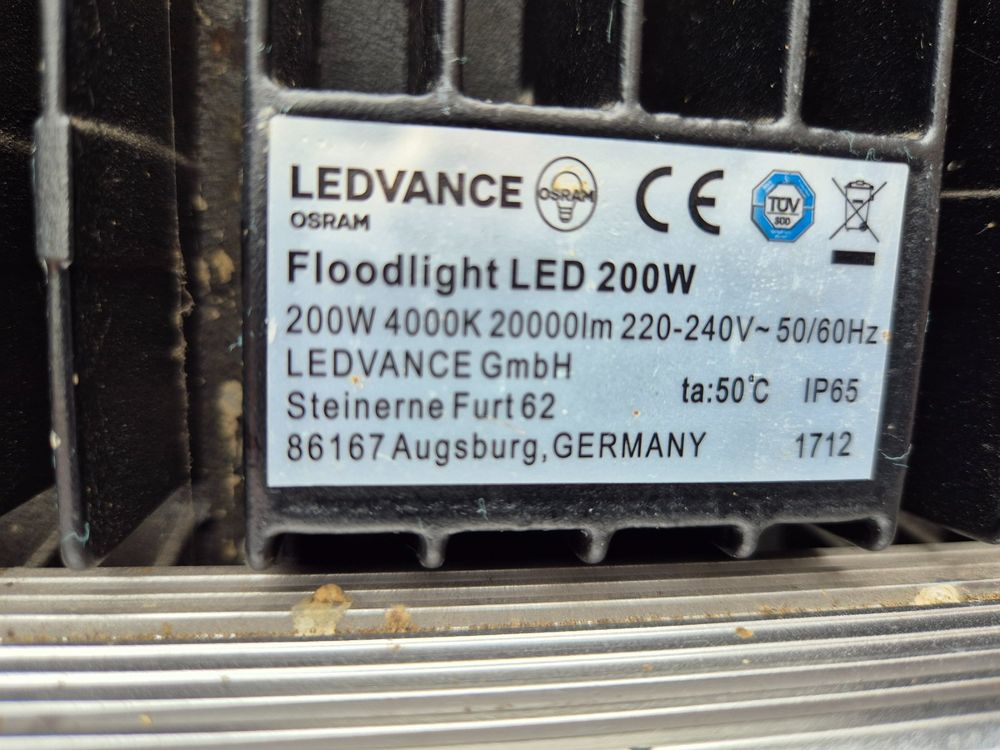 LEDVANCE
OSRAM
OSRAM
CE
TÜV
SÜD
Floodlight LED 200W
200W 4000K 20000lm 220-240V~ 50/60Hz
LEDVANCE GmbH
Steinerne Furt 62
ta:50°C IP65
86167 Augsburg, GERMANY 1712